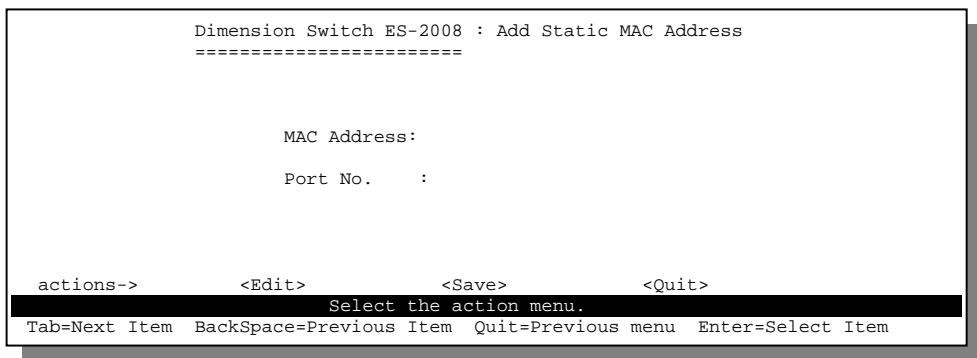 Dimension Switch ES-2008 : Add Static MAC Address
========================
MAC Address:
Port No. :
actions-> <Edit> <Save> <Quit>
Select the action menu.
Tab=Next Item BackSpace=Previous Item Quit=Previous menu Enter=Select Item